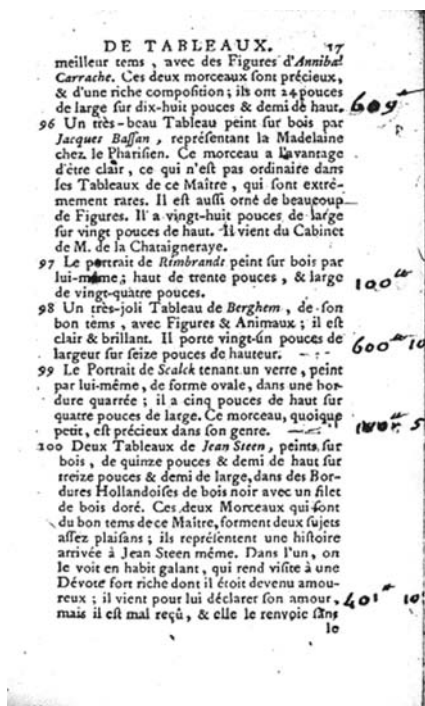 DE TABLEAUX. 17
meilleur tems, avec des Figures d'Annibal
Carrache. Ces deux morceaux ſont précieux,
& d'une riche compoſition; ils ont 24 pouces
de large ſur dix-huit pouces & demi de haut. 609
96 Un très-beau Tableau peint ſur bois par
Jacques Baſſan, repréſentant la Madelaine
chez le Phariſien. Ce morceau a l'avantage
d'être clair, ce qui n'eſt pas ordinaire dans
les Tableaux de ce Maître, qui ſont extrê-
mement rares. Il eſt auſſi orné de beaucoup
de Figures. Il a vingt-huit pouces de large
ſur vingt pouces de haut. Il vient du Cabinet
de M. de la Chataigneraye.
97 Le portrait de Rimbrandt peint ſur bois par
lui-même; haut de trente pouces, & large 100
de vingt-quatre pouces.
98 Un très-joli Tableau de Berghem, de ſon
bon tems, avec Figures & Animaux; il eſt
clair & brillant. Il porte vingt-un pouces de
largeur ſur ſeize pouces de hauteur. 600 10
99 Le Portrait de Scalck tenant un verre, peint
par lui-même, de forme ovale, dans une bor-
dure quarrée; il a cinq pouces de haut ſur
quatre pouces de large. Ce morceau, quoique
petit, eſt précieux dans ſon genre. 5
100 Deux Tableaux de Jean Steen, peints ſur
bois, de quinze pouces & demi de haut ſur
treize pouces & demi de large, dans des Bor-
dures Hollandoiſes de bois noir avec un filet
de bois doré. Ces deux Morceaux qui ſont
du bon tems de ce Maître, forment deux ſujets
aſſez plaiſans; ils repréſentent une hiſtoire
arrivée à Jean Steen même. Dans l'un, on
le voit en habit galant, qui rend viſite à une
Dévote fort riche dont il étoit devenu amou-
reux; il vient pour lui déclarer ſon amour, 401 10
mais il eſt mal reçû, & elle le renvoie ſans
le